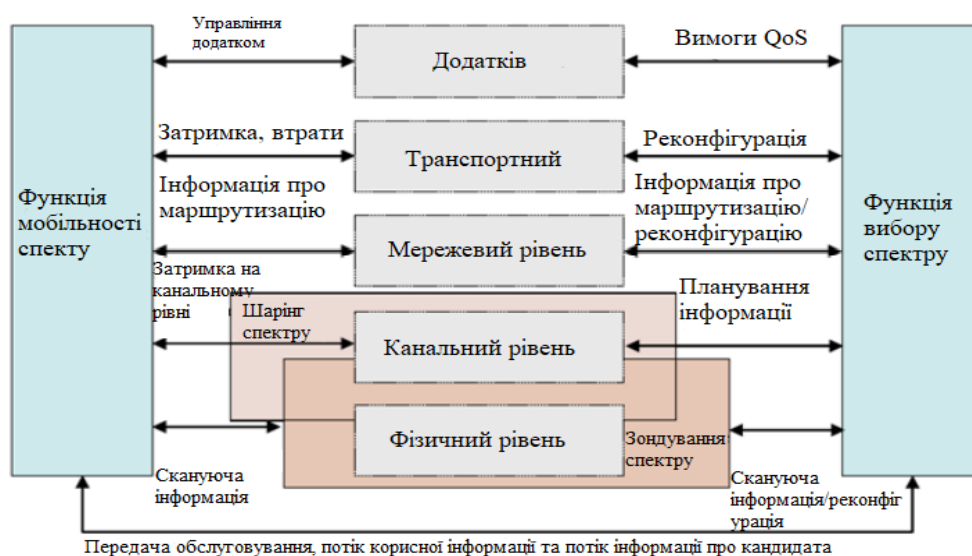 Управління
додатком
Додатків
Вимоги QoS
Затримка, втрати
Транспортний
Реконфігурація
Функція
мобільності
спекту
Інформація про
маршрутизацію
Мережевий рівень
Інформація про
маршрутизацію/
реконфігурацію
Функція
вибору
спектру
Затримка на
канальному
рівні
Шарінг
спектру
Канальний рівень
Планування
інформації
Фізичний рівень
Зондування
спектру
Скануюча
інформація
Скануюча
інформація/реконфіг
урація
Передача обслуговування, потік корисної інформації та потік інформації про кандидата